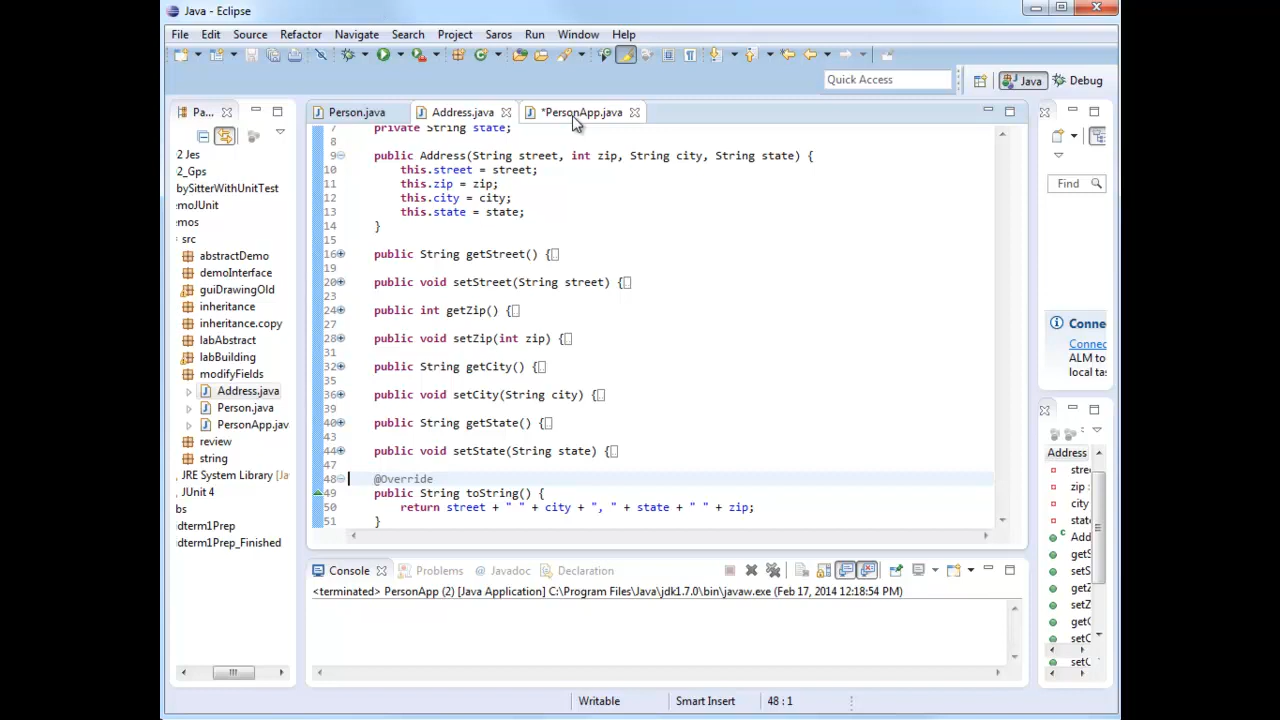 Java - Eclipse
File Edit Source Refactor Navigate Search Project Saros Run Window Help
Quick Access
Java
Debug
Pa...
Person.java
Address.java
*PersonApp.java
2 Jes
2_Gps
bySitterWithUnitTest
emoJUnit
emos
src
abstractDemo
demoInterface
guiDrawingOld
inheritance
inheritance.copy
labAbstract
labBuilding
modifyFields
Address.java
Person.java
PersonApp.jav
review
string
JRE System Library [Ja
JUnit 4
bs
dterm1Prep
dterm1Prep_Finished
7 private String state;
8
9 public Address(String street, int zip, String city, String state) {
10 this.street = street;
11 this.zip = zip;
12 this.city = city;
13 this.state = state;
14 }
15
16 public String getStreet() {
19
20 public void setStreet(String street) {
23
24 public int getZip() {
27
28 public void setZip(int zip) {
31
32 public String getCity() {
35
36 public void setCity(String city) {
39
40 public String getState() {
43
44 public void setState(String state) {
47
48 @Override
49 public String toString() {
50 return street + " " + city + ", " + state + " " + zip;
51 }
Find
Conne
Connec
ALM to
local ta
Address
stre
zip :
city
stat
Add
getS
setS
getZ
setZ
getC
setC
Console
Problems
Javadoc
Declaration
<terminated> PersonApp (2) [Java Application] C:\Program Files\Java\jdk1.7.0\bin\javaw.exe (Feb 17, 2014 12:18:54 PM)
Writable
Smart Insert
48 : 1